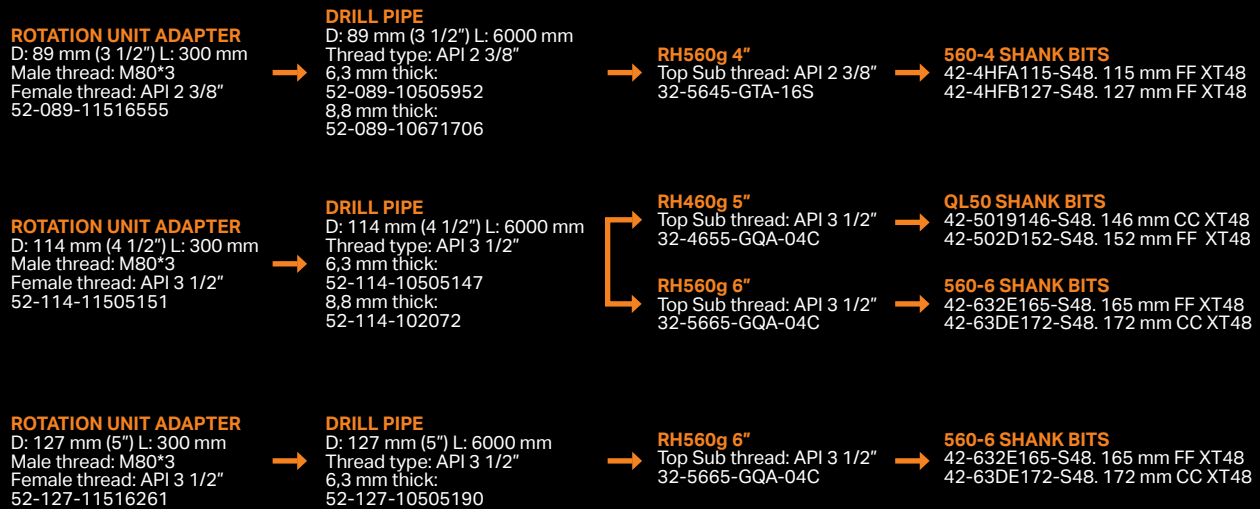 ROTATION UNIT ADAPTER
D: 89 mm (3 1/2”) L: 300 mm
Male thread: M80*3
Female thread: API 2 3/8”
52-089-11516555
DRILL PIPE
D: 89 mm (3 1/2”) L: 6000 mm
Thread type: API 2 3/8”
6,3 mm thick:
52-089-10505952
8,8 mm thick:
52-089-10671706
RH560g 4”
Top Sub thread: API 2 3/8”
32-5645-GTA-16S
560-4 SHANK BITS
42-4HFA115-S48. 115 mm FF XT48
42-4HFB127-S48. 127 mm FF XT48
ROTATION UNIT ADAPTER
D: 114 mm (4 1/2”) L: 300 mm
Male thread: M80*3
Female thread: API 3 1/2”
52-114-11505151
DRILL PIPE
D: 114 mm (4 1/2”) L: 6000 mm
Thread type: API 3 1/2”
6,3 mm thick:
52-114-10505147
8,8 mm thick:
52-114-102072
RH460g 5”
Top Sub thread: API 3 1/2”
32-4655-GQA-04C
QL50 SHANK BITS
42-5019146-S48. 146 mm CC XT48
42-502D152-S48. 152 mm FF XT48
RH560g 6”
Top Sub thread: API 3 1/2”
32-5665-GQA-04C
560-6 SHANK BITS
42-632E165-S48. 165 mm FF XT48
42-63DE172-S48. 172 mm CC XT48
ROTATION UNIT ADAPTER
D: 127 mm (5”) L: 300 mm
Male thread: M80*3
Female thread: API 3 1/2”
52-127-11516261
DRILL PIPE
D: 127 mm (5”) L: 6000 mm
Thread type: API 3 1/2”
6,3 mm thick:
52-127-10505190
RH560g 6”
Top Sub thread: API 3 1/2”
32-5665-GQA-04C
560-6 SHANK BITS
42-632E165-S48. 165 mm FF XT48
42-63DE172-S48. 172 mm CC XT48